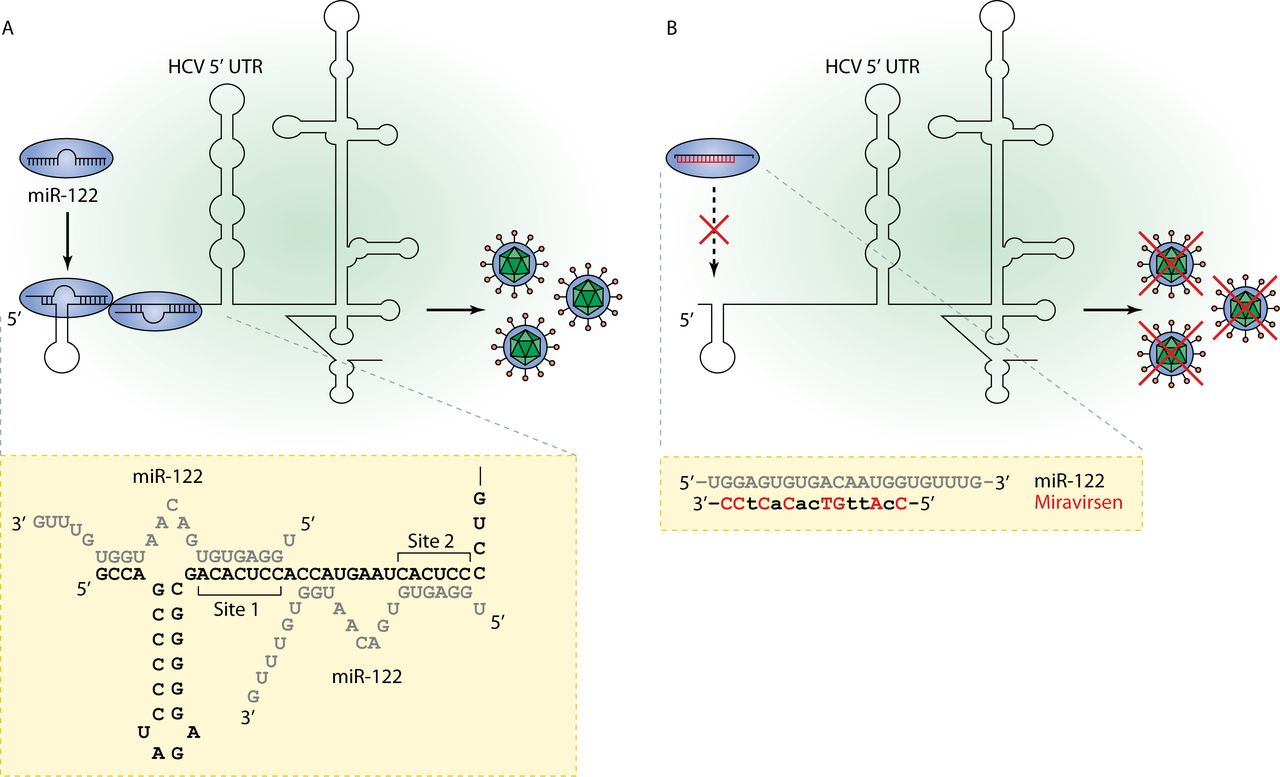 A
HCV 5′ UTR
miR-122
5′
miR-122
3′ GUUUG
UGGU
A
A
C
A
G
UGUGAGG
U
5′
5′
GCCA
GACACUCCACCAUGAAUCACUCC
C
C
U
G
Site 1
Site 2
G C
C G
C G
C G
C G
C G
U A
A G
GGU
A
A
CA
G
U
GUGAGG
U
5′
U
G
U
U
U
G
3′
miR-122
B
HCV 5′ UTR
5′
5′–UGGAGUGUGACAAUGGUGUUUG–3′ miR-122
3′–CCtCaCacTGttAcC–5′ Miravirsen